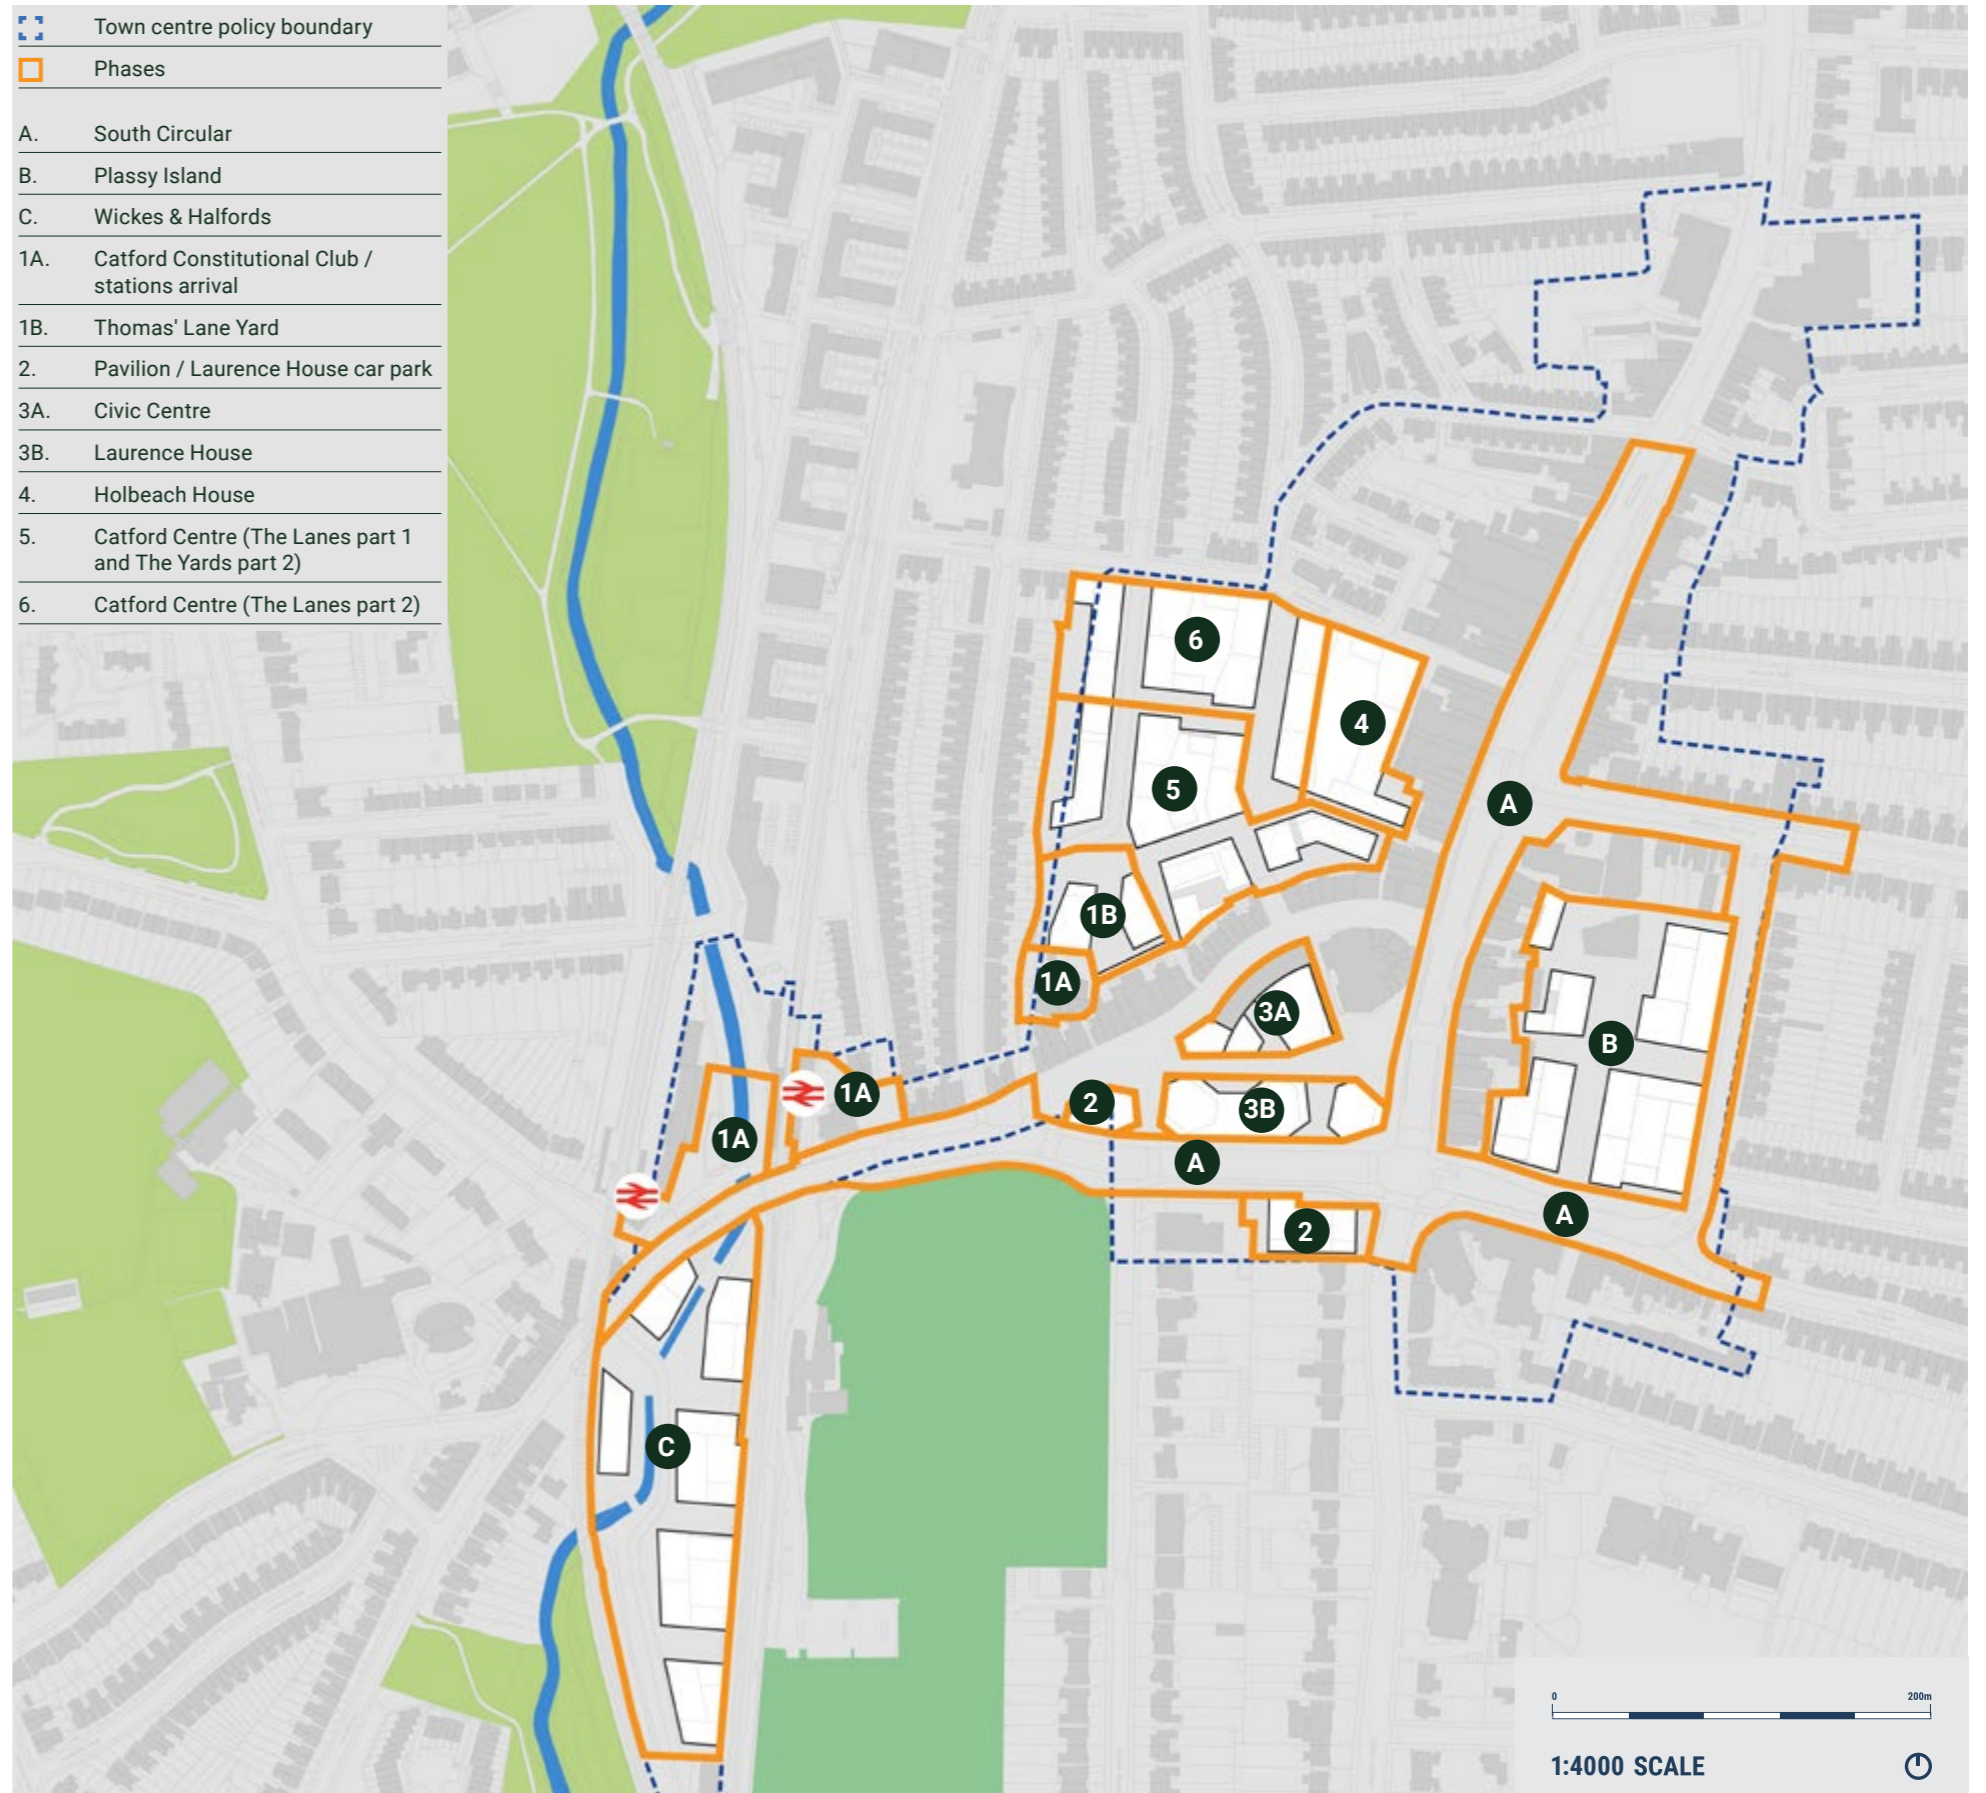 Town centre policy boundary
Phases
A. South Circular
B. Plassy Island
C. Wickes & Halfords
1A. Catford Constitutional Club /
stations arrival
1B. Thomas' Lane Yard
2. Pavilion / Laurence House car park
3A. Civic Centre
3B. Laurence House
4. Holbeach House
5. Catford Centre (The Lanes part 1
and The Yards part 2)
6. Catford Centre (The Lanes part 2)
6
4
5
A
1B
1A
3A
B
1A
2
3B
1A
A
A
2
C
0 200m
1:4000 SCALE